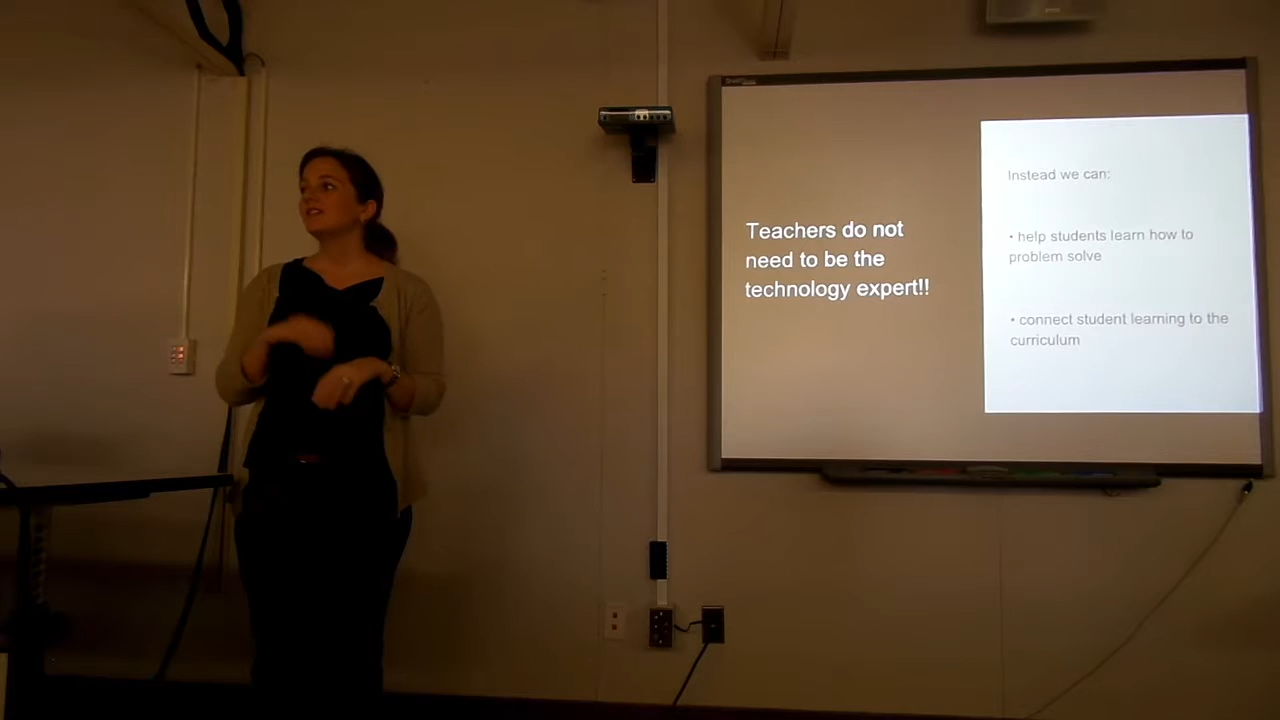 Teachers do not
need to be the
technology expert!!
Instead we can:
• help students learn how to
problem solve
• connect student learning to the
curriculum